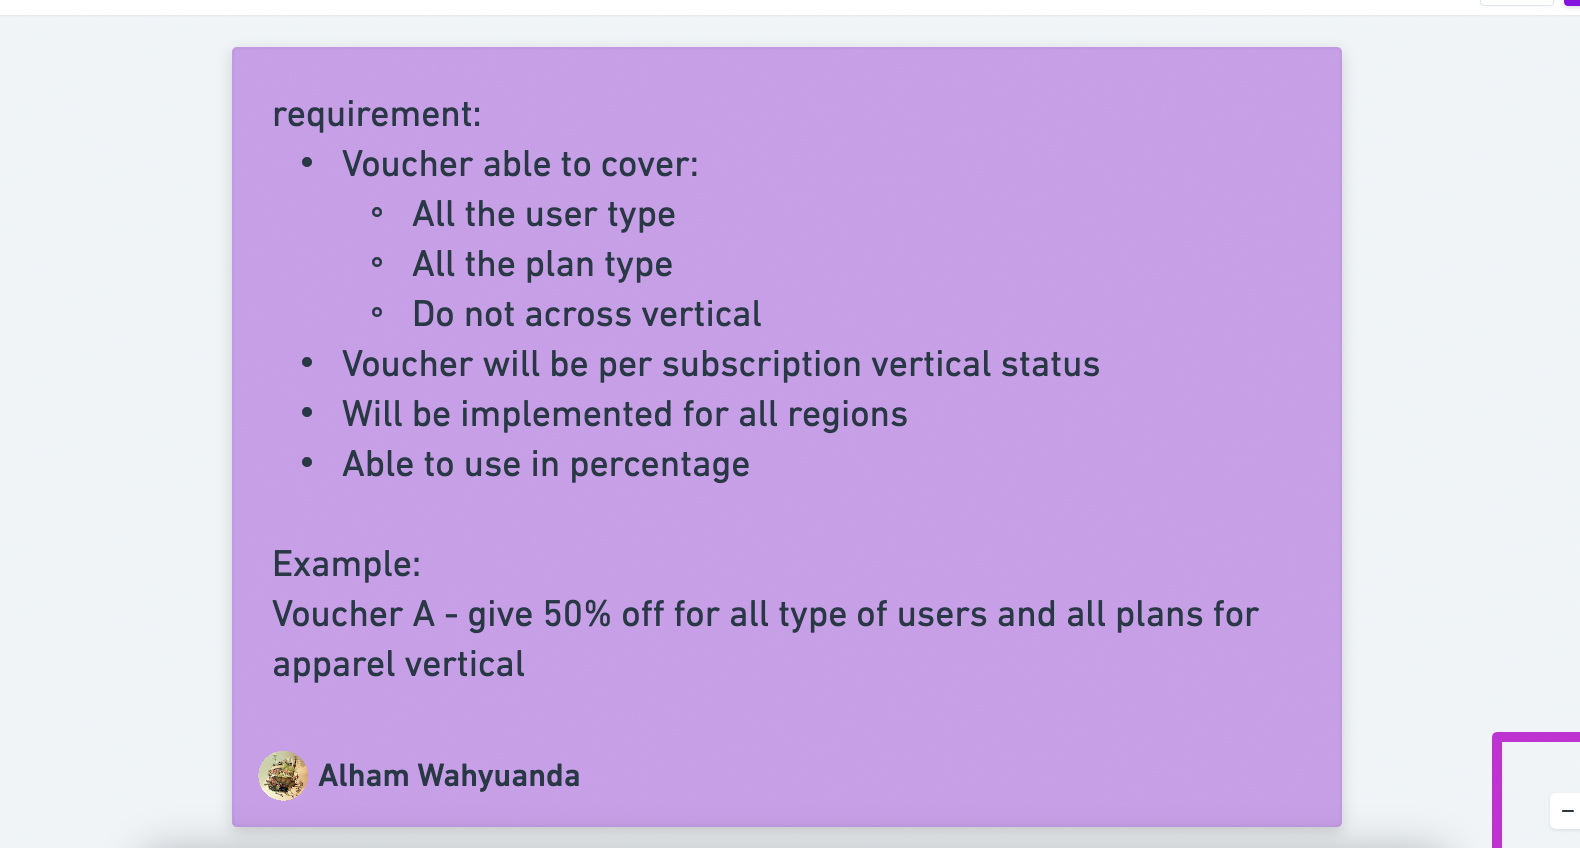 requirement:
• Voucher able to cover:
◦ All the user type
◦ All the plan type
◦ Do not across vertical
• Voucher will be per subscription vertical status
• Will be implemented for all regions
• Able to use in percentage
Example:
Voucher A - give 50% off for all type of users and all plans for
apparel vertical
Alham Wahyuanda